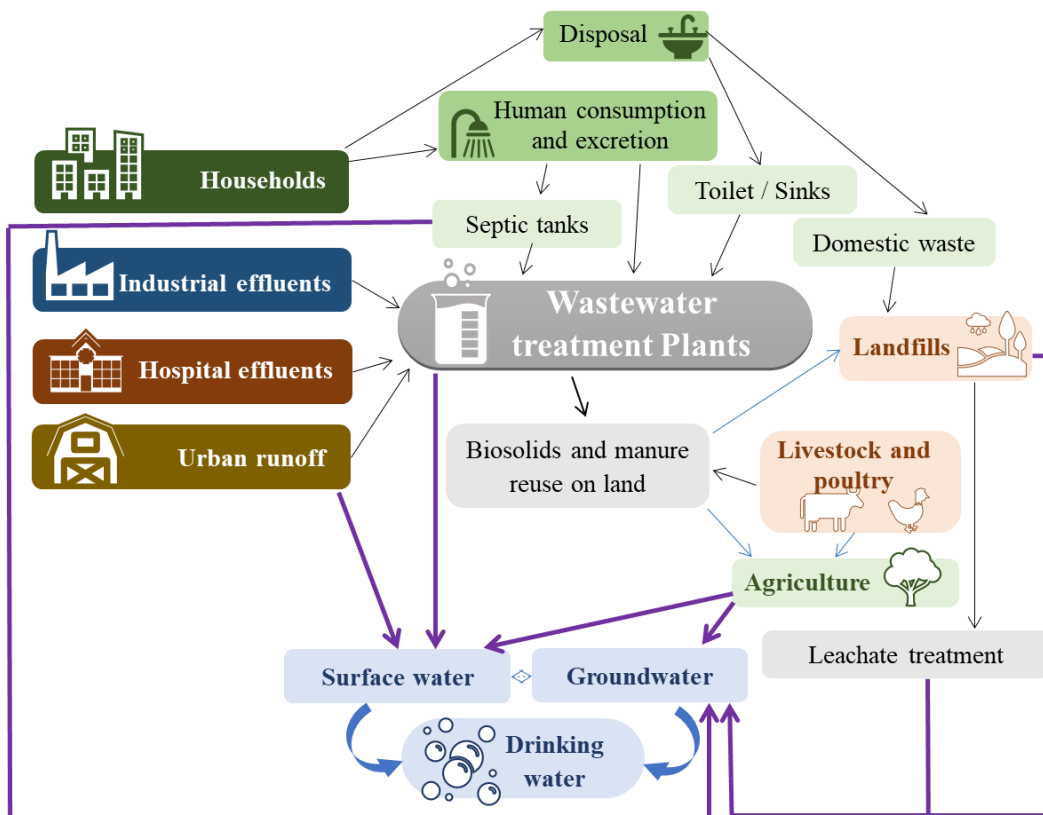 Disposal
Human consumption
and excretion
Households
Toilet / Sinks
Septic tanks
Domestic waste
Industrial effluents
Wastewater
treatment Plants
Landfills
Hospital effluents
Urban runoff
Biosolids and manure
reuse on land
Livestock and
poultry
Agriculture
Leachate treatment
Surface water
Groundwater
Drinking
water